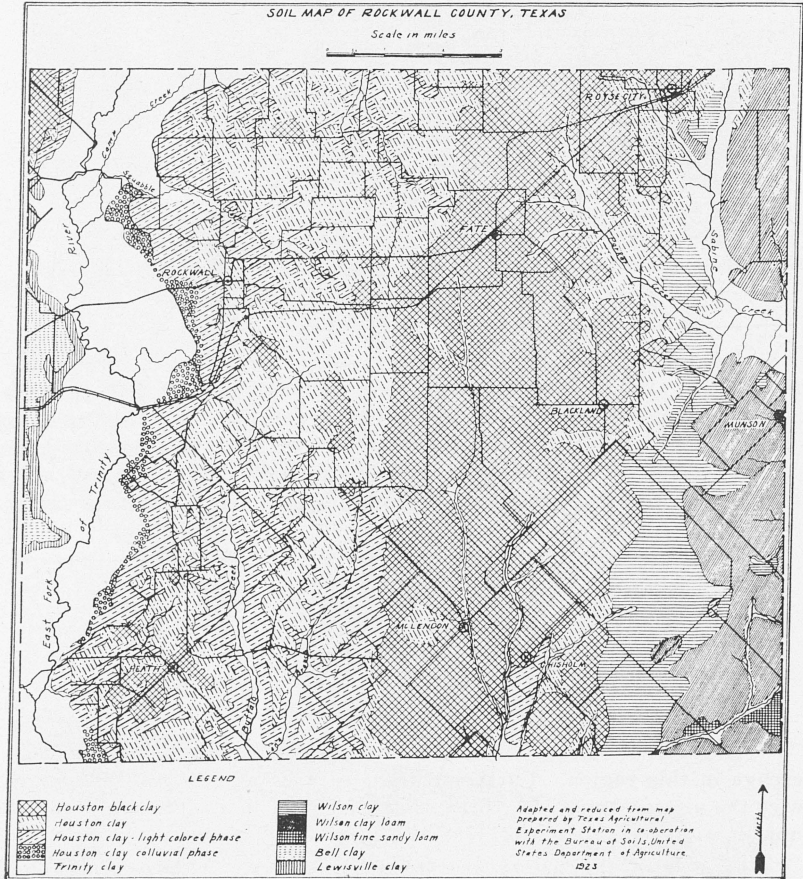 SOIL MAP OF ROCKWALL COUNTY, TEXAS
Scale in miles
ROYSE CITY
Camp Creek
Squabble
River
FATE
Sabine
Creek
ROCKWALL
BLACKLAND
MUNSON
East Fork of Trinity
Creek
MCLENDON
CHISHOLM
HEATH
Buffalo
LEGEND
Houston black clay
Houston clay
Houston clay - light colored phase
Houston clay colluvial phase
Trinity clay
Wilson clay
Wilson clay loam
Wilson fine sandy loam
Bell clay
Lewisville clay
Adapted and reduced from map
prepared by Texas Agricultural
Experiment Station in co-operation
with the Bureau of Soils, United
States Department of Agriculture.
1923
North